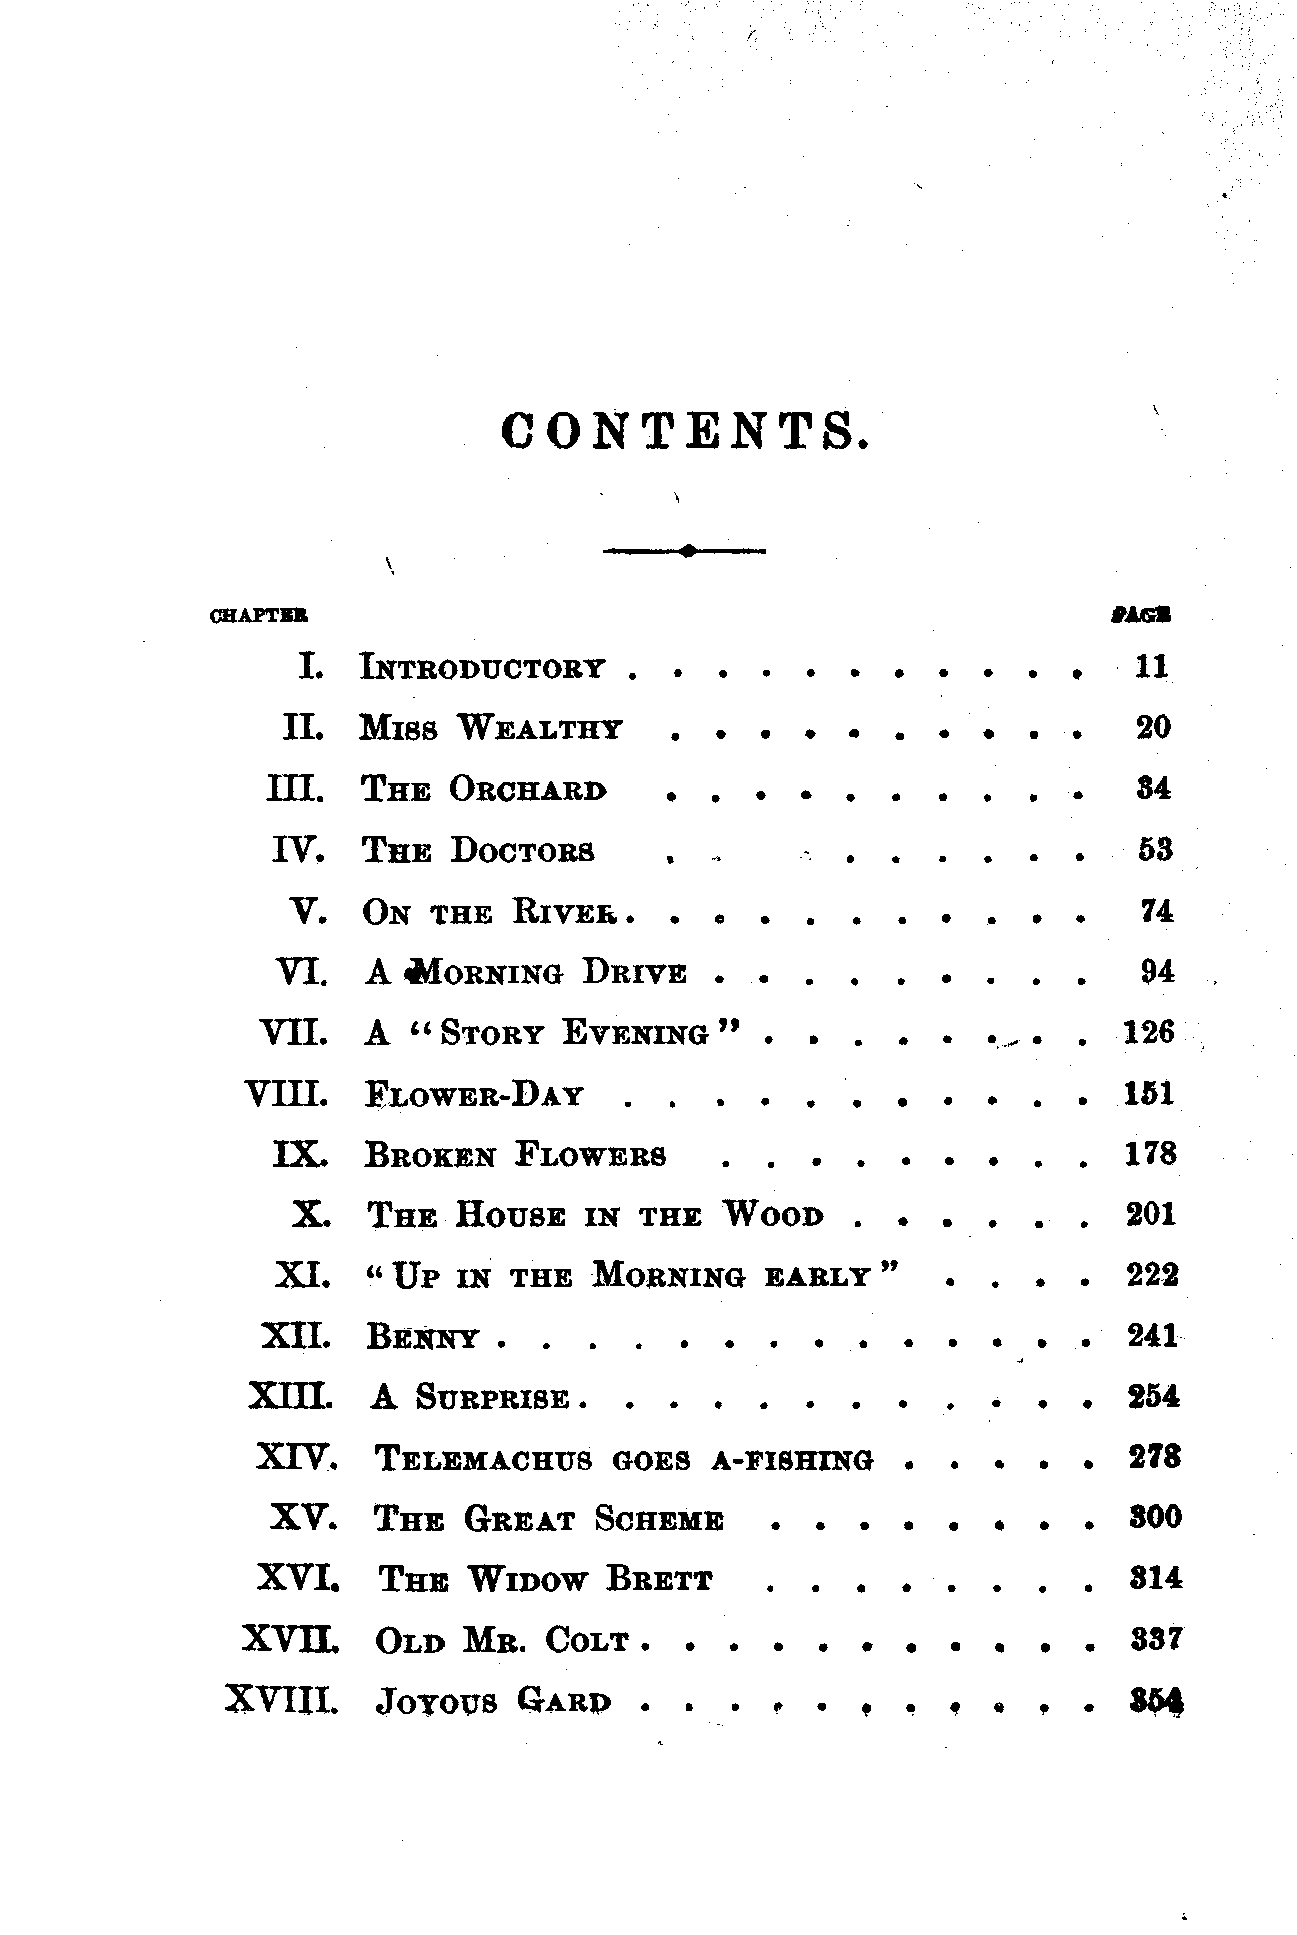 CONTENTS.
CHAPTER PAGE
I. INTRODUCTORY . . . . . . . . . . . 11
II. MISS WEALTHY . . . . . . . . . . 20
III. THE ORCHARD . . . . . . . . . . 34
IV. THE DOCTORS . . . . . . . . . 53
V. ON THE RIVER . . . . . . . . . . . 74
VI. A MORNING DRIVE . . . . . . . . . 94
VII. A “STORY EVENING” . . . . . . . . 126
VIII. FLOWER-DAY . . . . . . . . . . . 151
IX. BROKEN FLOWERS . . . . . . . . . 178
X. THE HOUSE IN THE WOOD . . . . . . 201
XI. “UP IN THE MORNING EARLY” . . . . 222
XII. BENNY . . . . . . . . . . . . . . 241
XIII. A SURPRISE . . . . . . . . . . . . 254
XIV. TELEMACHUS GOES A-FISHING . . . . . 278
XV. THE GREAT SCHEME . . . . . . . . 300
XVI. THE WIDOW BRETT . . . . . . . . 314
XVII. OLD MR. COLT . . . . . . . . . . . 337
XVIII. JOYOUS GARD . . . . . . . . . . . 354